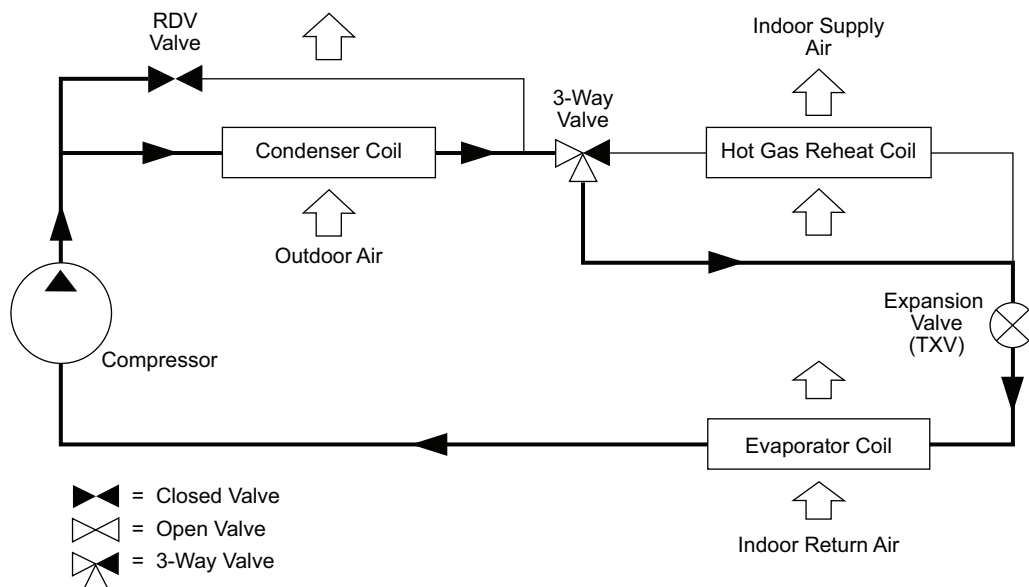 RDV
Valve
Indoor Supply
Air
3-Way
Valve
Condenser Coil
Hot Gas Reheat Coil
Outdoor Air
Expansion
Valve
(TXV)
Compressor
Evaporator Coil
= Closed Valve
= Open Valve
= 3-Way Valve
Indoor Return Air